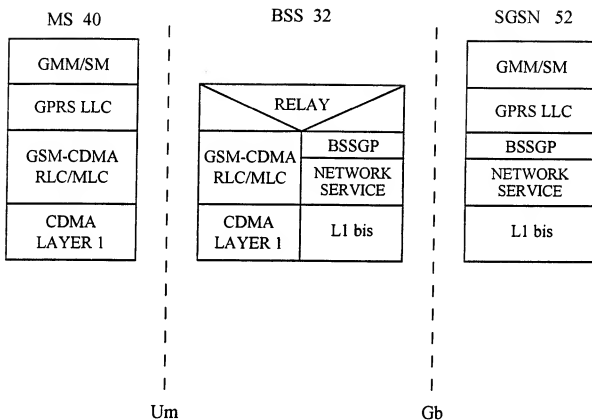 MS 40
BSS 32
SGSN 52
GMM/SM
GPRS LLC
GSM-CDMA
RLC/MLC
CDMA
LAYER 1
RELAY
GSM-CDMA
RLC/MLC
CDMA
LAYER 1
BSSGP
NETWORK
SERVICE
L1 bis
GMM/SM
GPRS LLC
BSSGP
NETWORK
SERVICE
L1 bis
Um
Gb